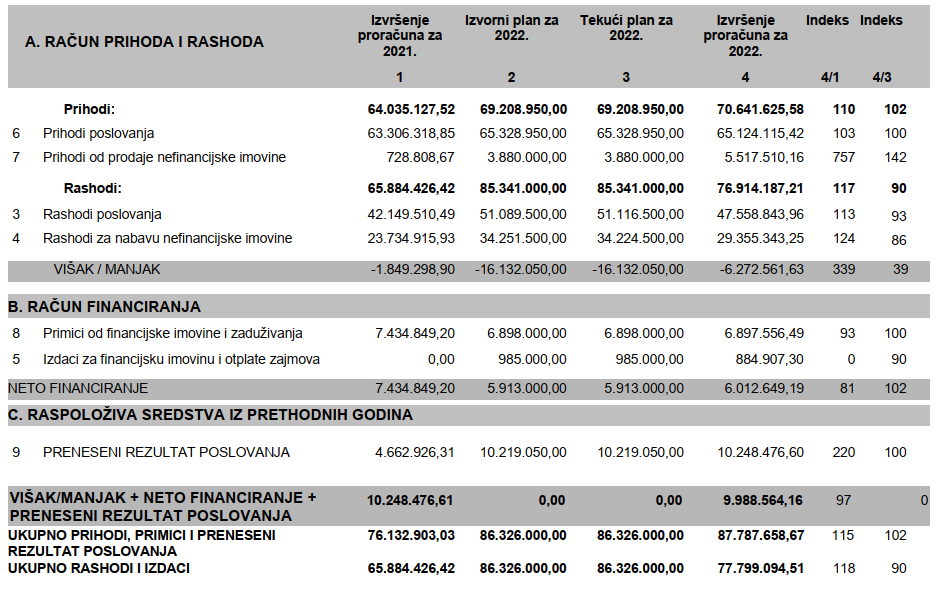 A. RAČUN PRIHODA I RASHODA Izvršenje proračuna za 2021. Izvorni plan za 2022. Tekući plan za 2022. Izvršenje proračuna za 2022. Indeks Indeks
1 2 3 4 4/1 4/3
Prihodi: 64.035.127,52 69.208.950,00 69.208.950,00 70.641.625,58 110 102
6 Prihodi poslovanja 63.306.318,85 65.328.950,00 65.328.950,00 65.124.115,42 103 100
7 Prihodi od prodaje nefinancijske imovine 728.808,67 3.880.000,00 3.880.000,00 5.517.510,16 757 142
Rashodi: 65.884.426,42 85.341.000,00 85.341.000,00 76.914.187,21 117 90
3 Rashodi poslovanja 42.149.510,49 51.089.500,00 51.116.500,00 47.558.843,96 113 93
4 Rashodi za nabavu nefinancijske imovine 23.734.915,93 34.251.500,00 34.224.500,00 29.355.343,25 124 86
VIŠAK / MANJAK -1.849.298,90 -16.132.050,00 -16.132.050,00 -6.272.561,63 339 39
B. RAČUN FINANCIRANJA
8 Primici od financijske imovine i zaduživanja 7.434.849,20 6.898.000,00 6.898.000,00 6.897.556,49 93 100
5 Izdaci za financijsku imovinu i otplate zajmova 0,00 985.000,00 985.000,00 884.907,30 0 90
NETO FINANCIRANJE 7.434.849,20 5.913.000,00 5.913.000,00 6.012.649,19 81 102
C. RASPOLOŽIVA SREDSTVA IZ PRETHODNIH GODINA
9 PRENESENI REZULTAT POSLOVANJA 4.662.926,31 10.219.050,00 10.219.050,00 10.248.476,60 220 100
VIŠAK/MANJAK + NETO FINANCIRANJE +
PRENESENI REZULTAT POSLOVANJA 10.248.476,61 0,00 0,00 9.988.564,16 97 0
UKUPNO PRIHODI, PRIMICI I PRENESENI
REZULTAT POSLOVANJA 76.132.903,03 86.326.000,00 86.326.000,00 87.787.658,67 115 102
UKUPNO RASHODI I IZDACI 65.884.426,42 86.326.000,00 86.326.000,00 77.799.094,51 118 90